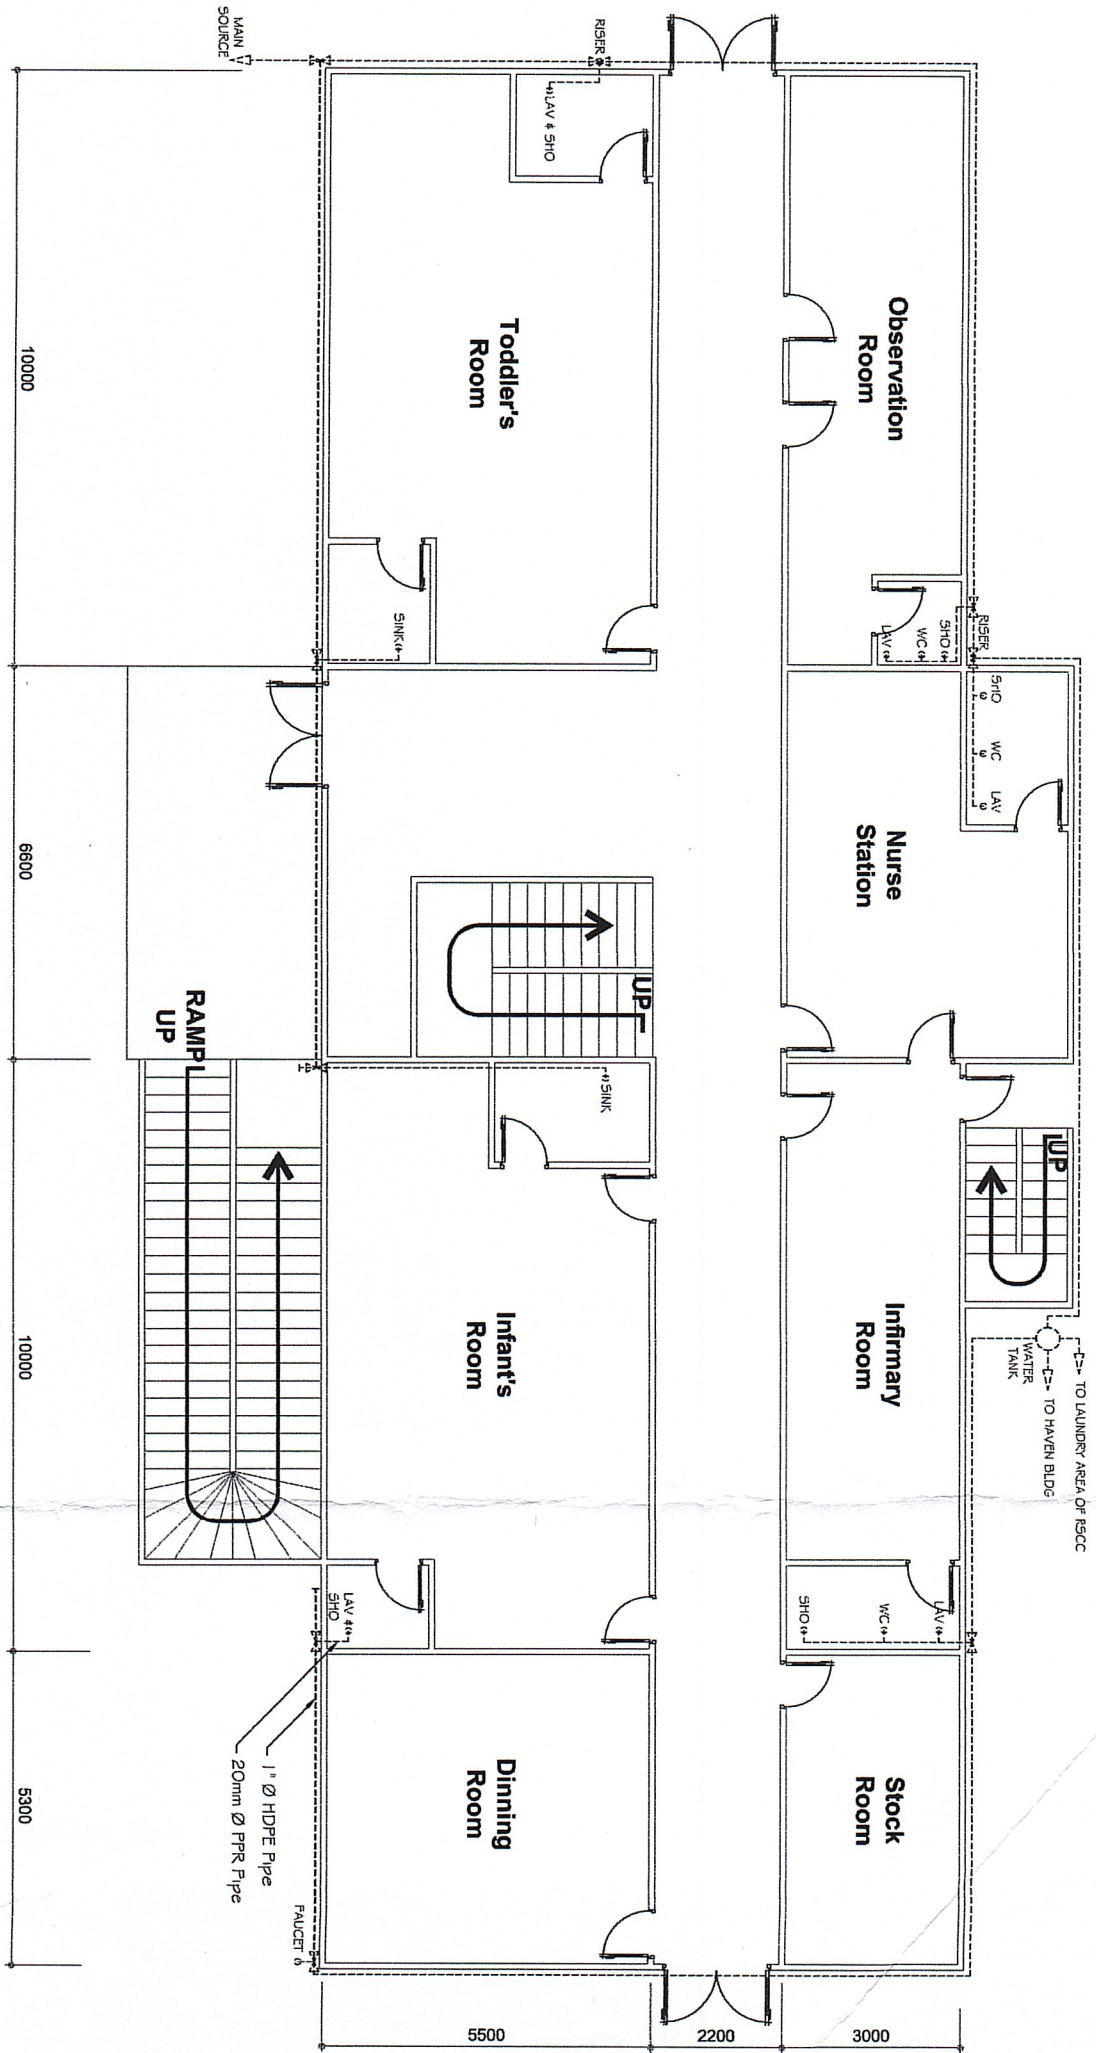 MAIN
SOURCE
RISER
LAV & SHO
Observation
Room
Toddler's
Room
SINK
RISER
SHO
WC
LAV
SHO
WC
LAV
Nurse
Station
UP
RAMP
UP
SINK
UP
Infant's
Room
Infirmary
Room
WATER
TANK
TO LAUNDRY AREA OF RSCC
TO HAVEN BLDG
LAV &
SHO
SHO
WC
LAV
1" Ø HDPE Pipe
20mm Ø PPR Pipe
Dinning
Room
Stock
Room
FAUCET
10000
6600
10000
5300
5500
2200
3000